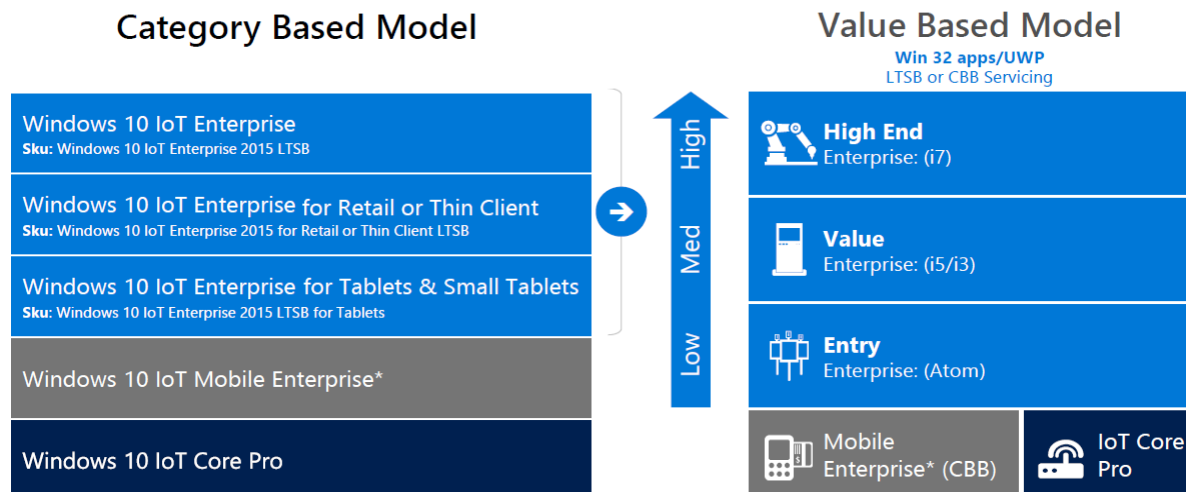 Category Based Model
Windows 10 IoT Enterprise
Sku: Windows 10 IoT Enterprise 2015 LTSB
Windows 10 IoT Enterprise for Retail or Thin Client
Sku: Windows 10 IoT Enterprise 2015 for Retail or Thin Client LTSB
Windows 10 IoT Enterprise for Tablets & Small Tablets
Sku: Windows 10 IoT Enterprise 2015 LTSB for Tablets
Windows 10 IoT Mobile Enterprise*
Windows 10 IoT Core Pro
High
Med
Low
Value Based Model
Win 32 apps/UWP
LTSB or CBB Servicing
High End
Enterprise: (i7)
Value
Enterprise: (i5/i3)
Entry
Enterprise: (Atom)
Mobile
Enterprise* (CBB)
IoT Core
Pro